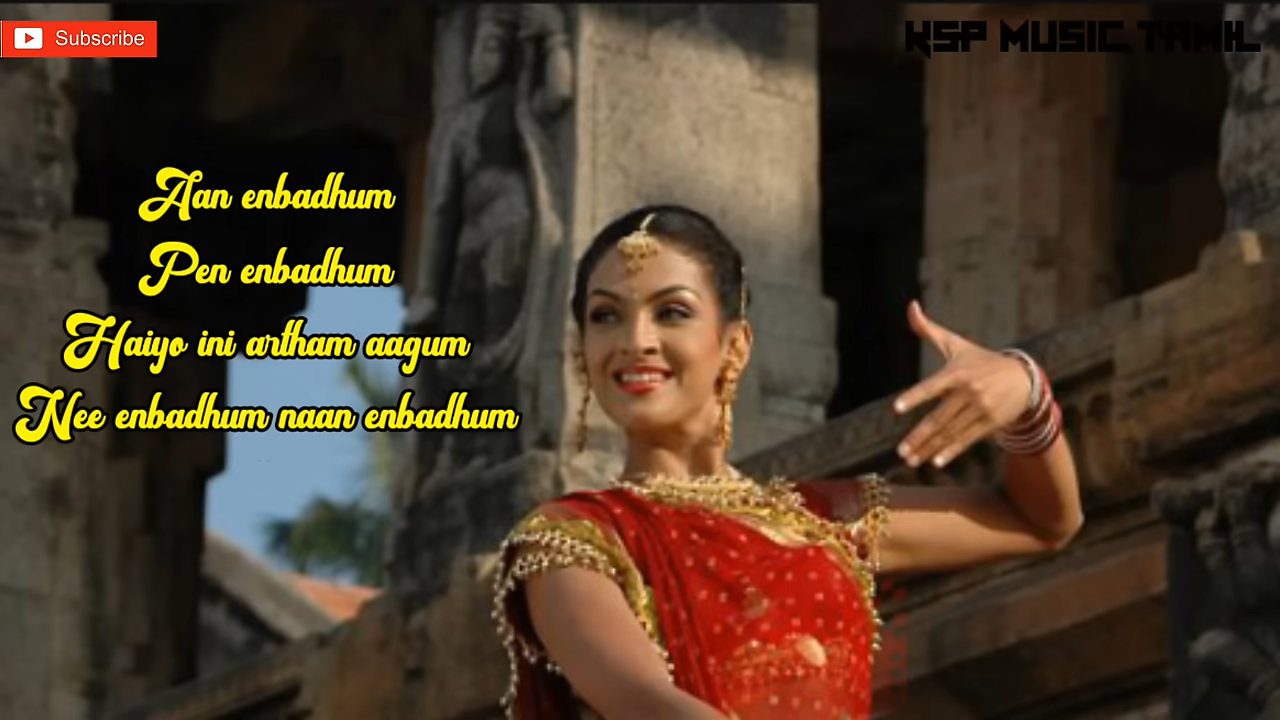 Subscribe
KSP MUSIC TAMIL
Aan enbadhum
Pen enbadhum
Haiyo ini artham aagum
Nee enbadhum naan enbadhum